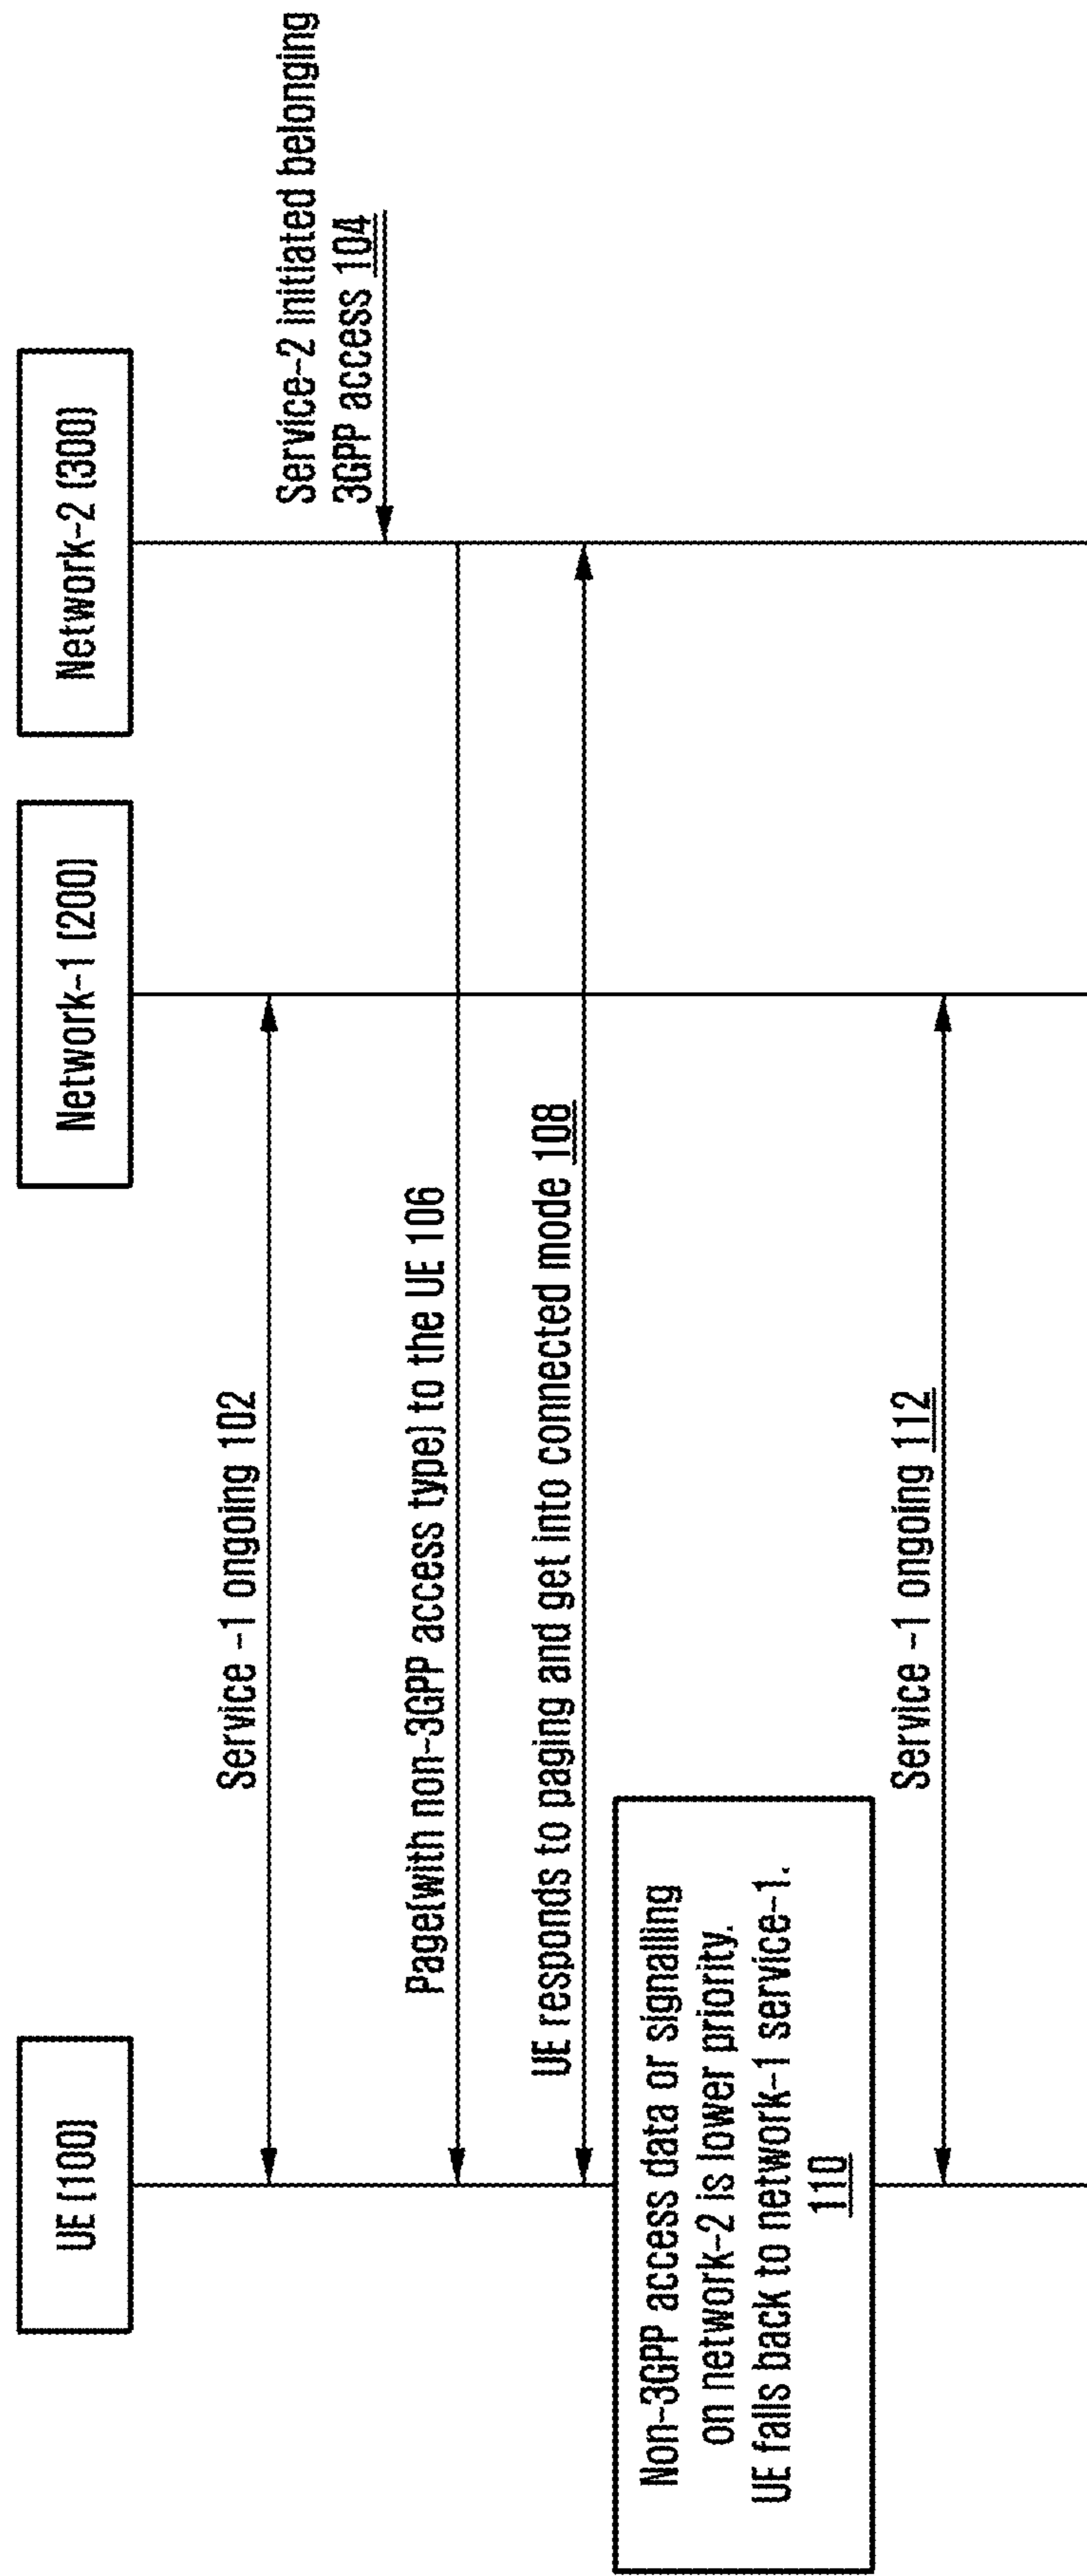 UE (100)
Network-1 (200)
Network-2 (300)
Service -1 ongoing 102
Service-2 initiated belonging
3GPP access 104
Page(with non-3GPP access type) to the UE 106
UE responds to paging and get into connected mode 108
Non-3GPP access data or signalling
on network-2 is lower priority.
UE falls back to network-1 service-1.
110
Service -1 ongoing 112